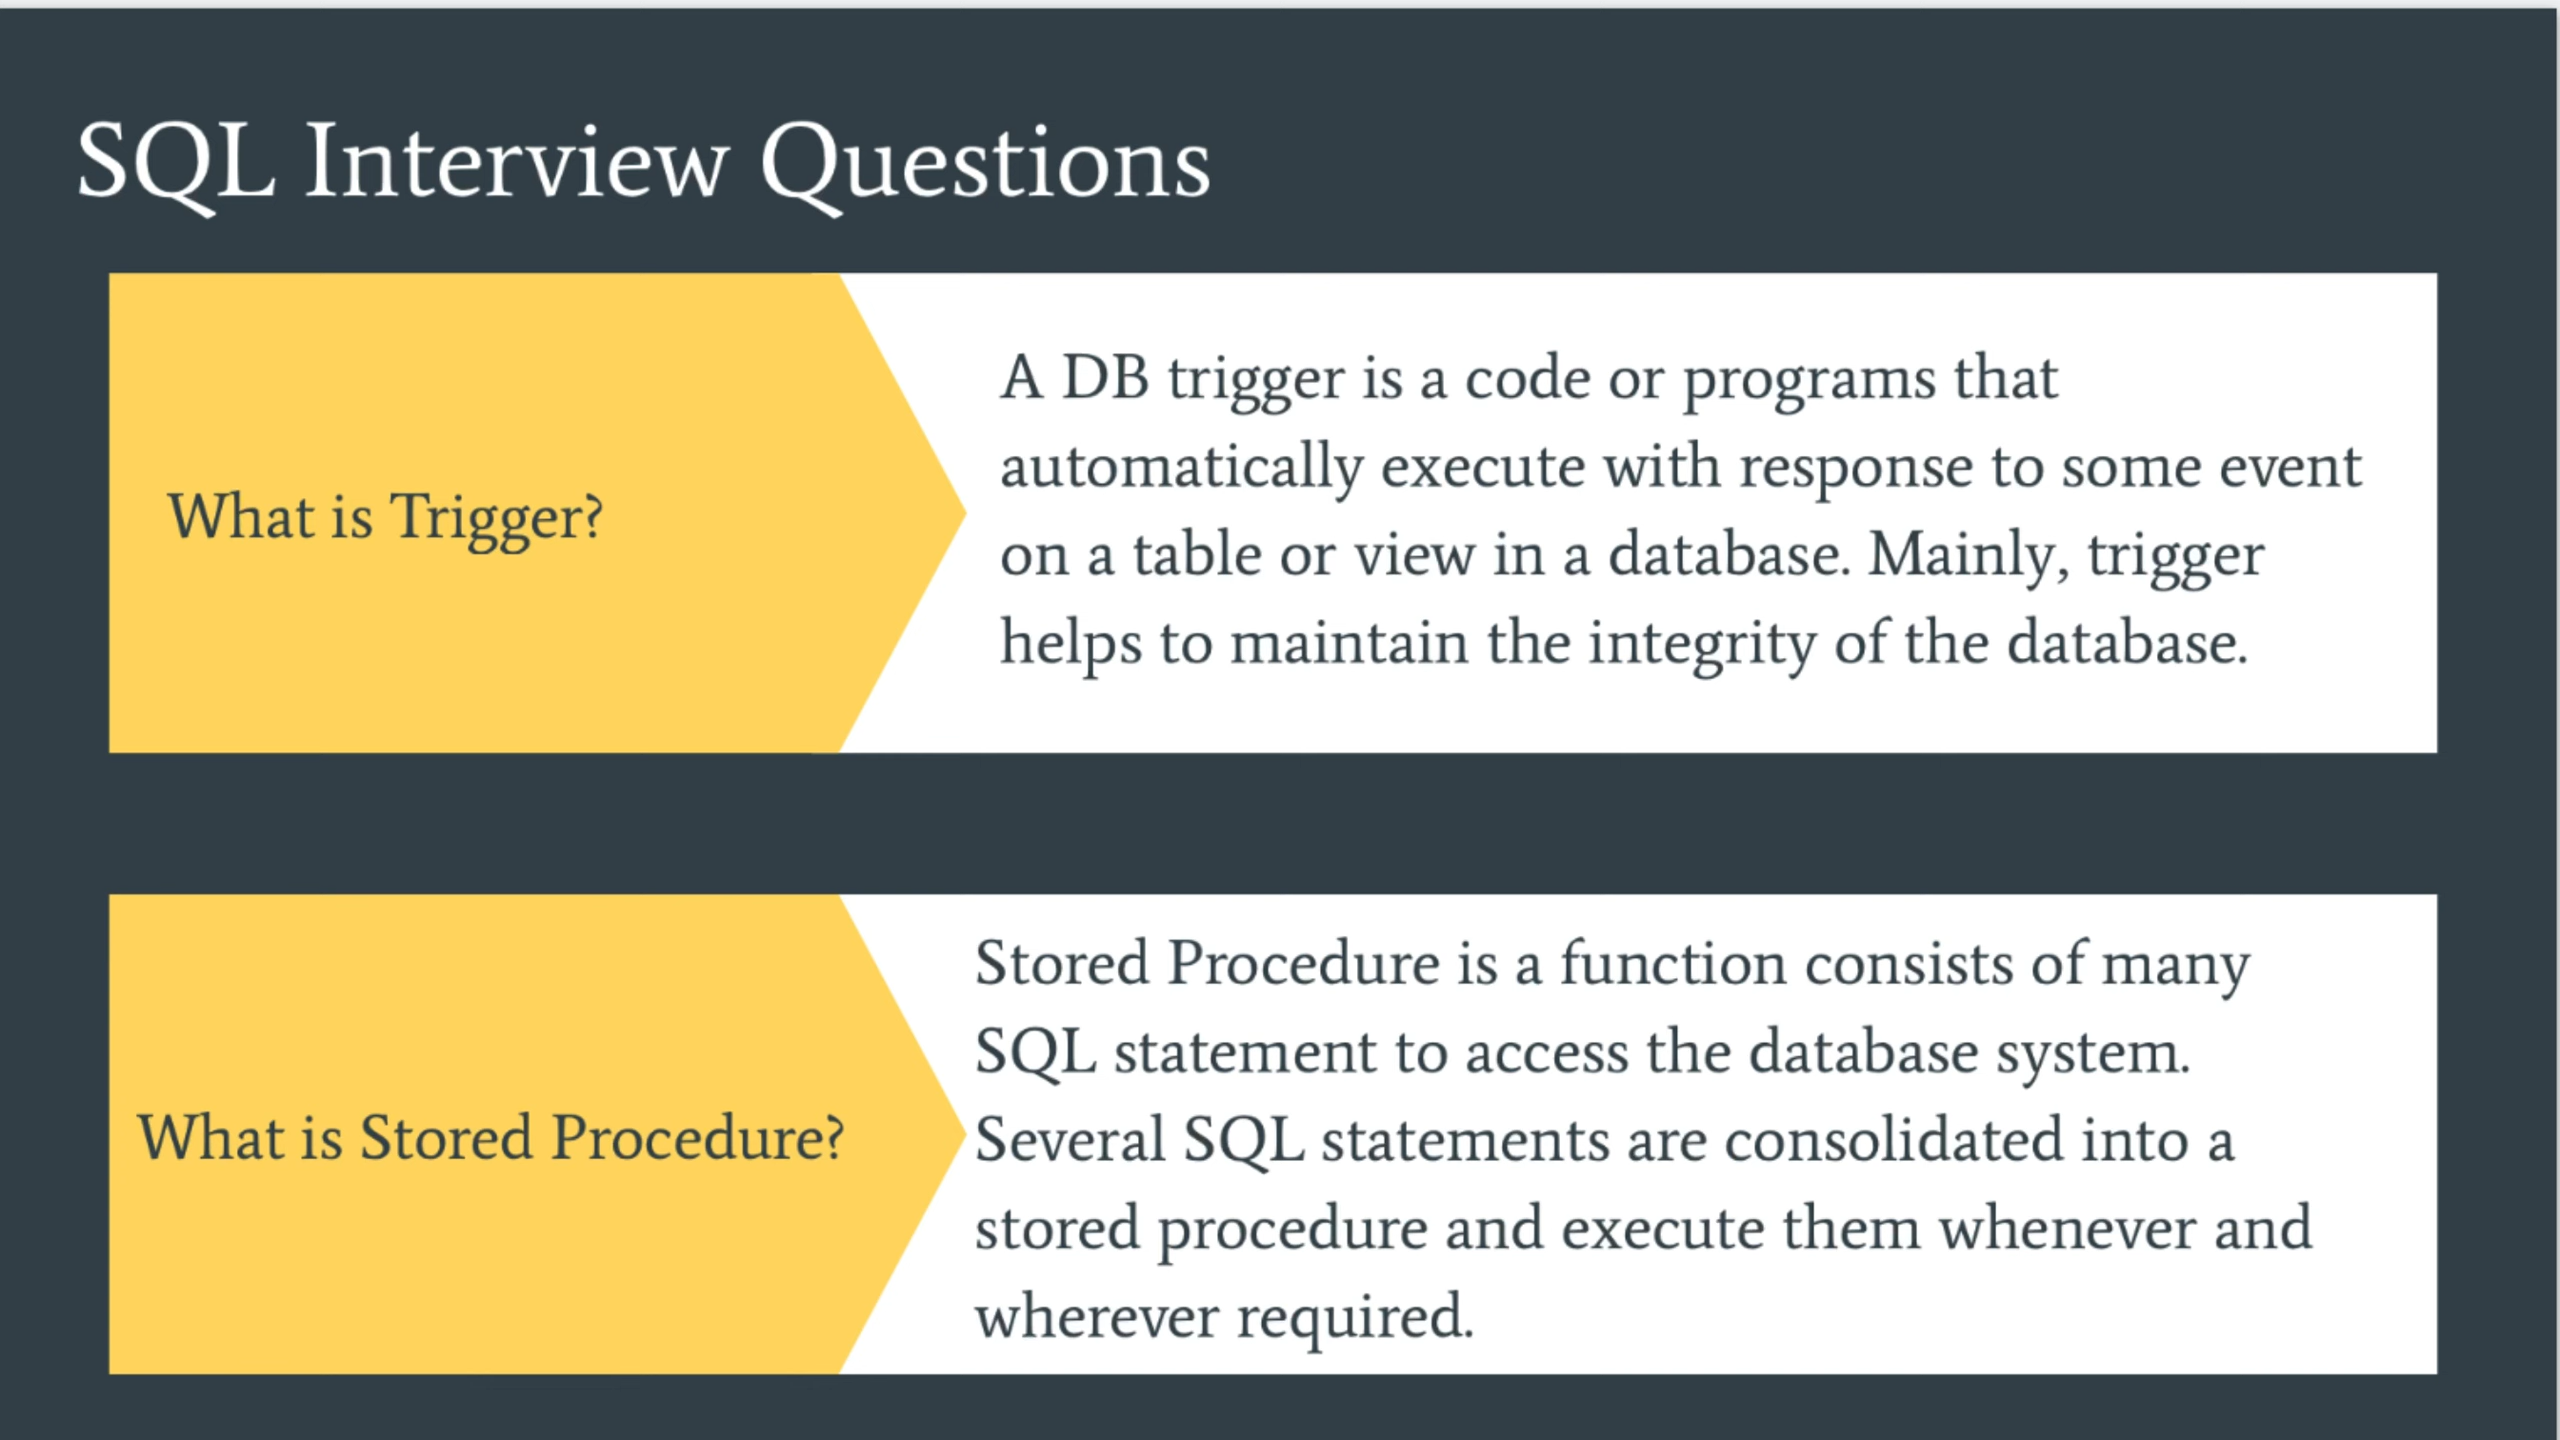 SQL Interview Questions
What is Trigger?
A DB trigger is a code or programs that
automatically execute with response to some event
on a table or view in a database. Mainly, trigger
helps to maintain the integrity of the database.
What is Stored Procedure?
Stored Procedure is a function consists of many
SQL statement to access the database system.
Several SQL statements are consolidated into a
stored procedure and execute them whenever and
wherever required.